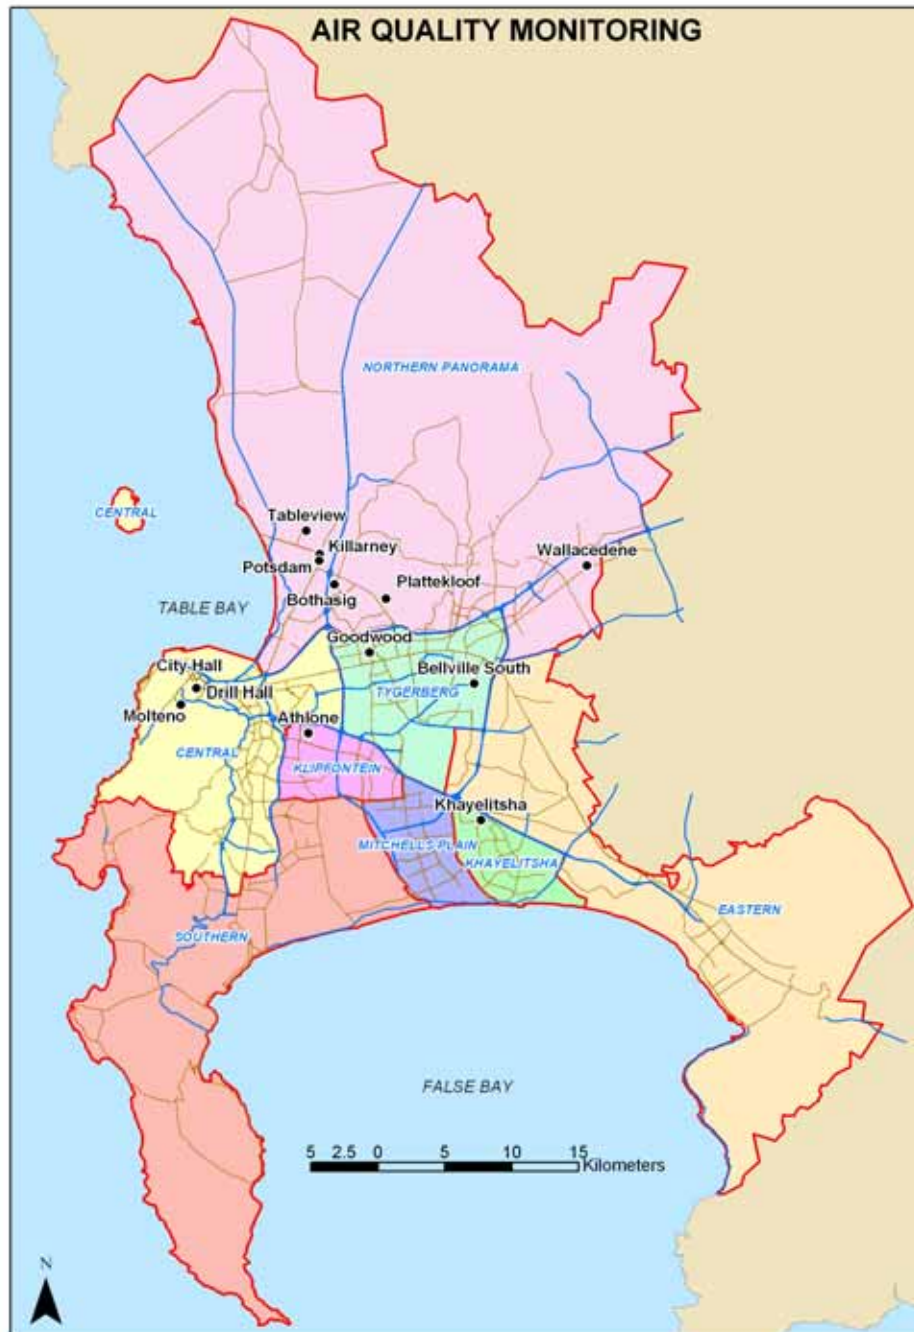 AIR QUALITY MONITORING
NORTHERN PANORAMA
CENTRAL
Tableview
Killarney
Potsdam
Wallacedene
Plattekloof
Bothasig
TABLE BAY
Goodwood
City Hall
Bellville South
Drill Hall
TYGERBERG
Molteno
Athlone
CENTRAL
KLIPFONTEIN
Khayelitsha
MITCHELLS PLAIN
KHAYELITSHA
EASTERN
SOUTHERN
FALSE BAY
5 2.5 0 5 10 15
Kilometers
N